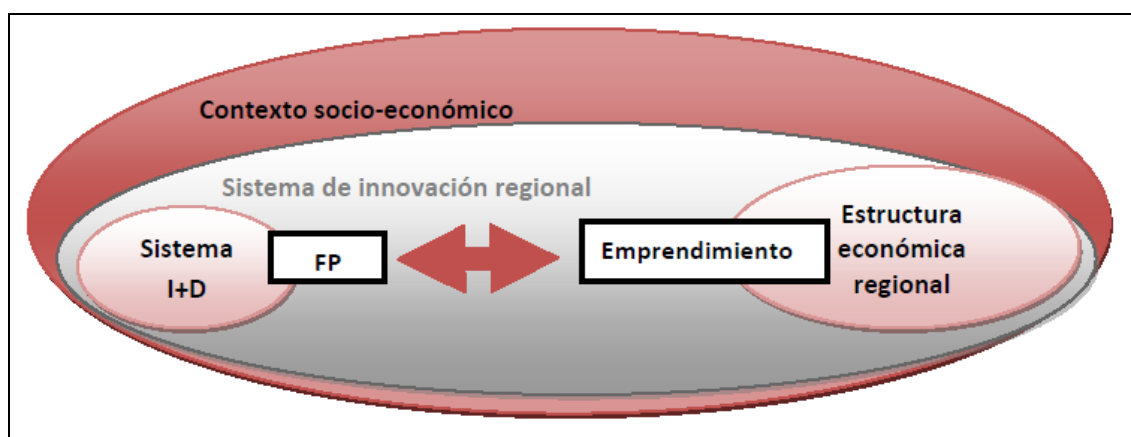 Contexto socio-económico
Sistema de innovación regional
Sistema
I+D
FP
Emprendimiento
Estructura
económica
regional